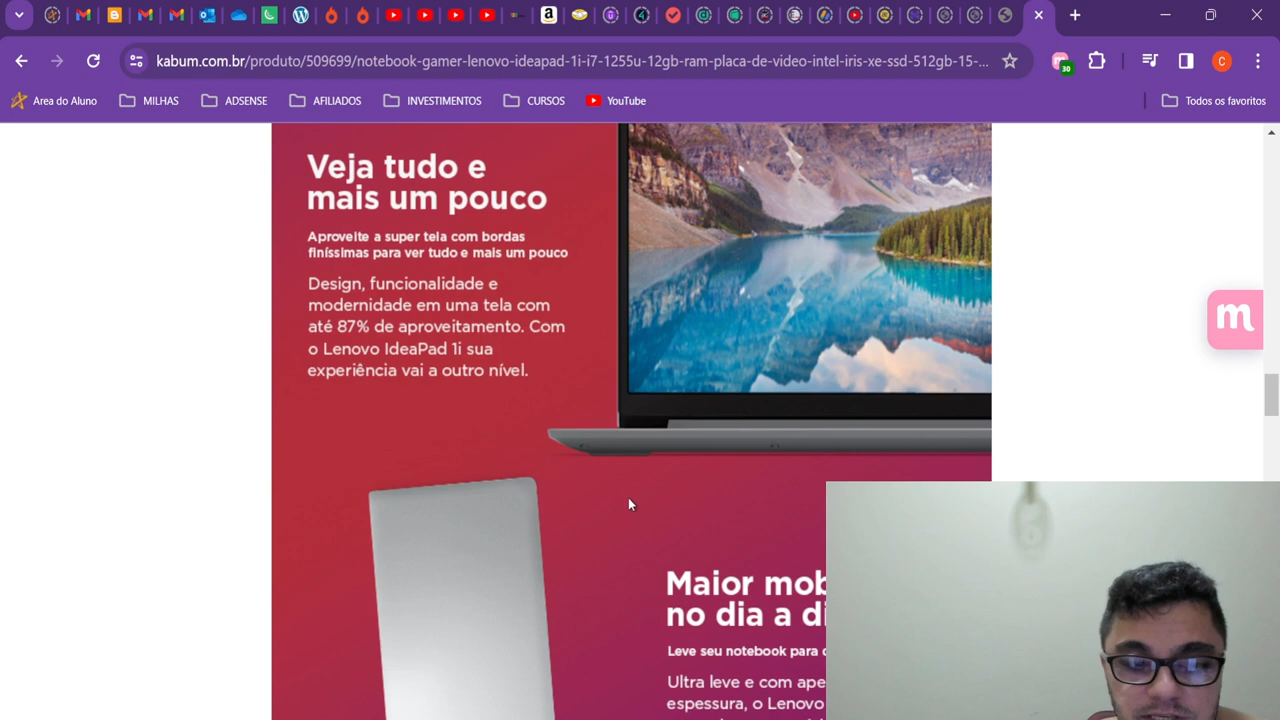 kabum.com.br/produto/509699/notebook-gamer-lenovo-ideapad-1i-i7-1255u-12gb-ram-placa-de-video-intel-iris-xe-ssd-512gb-15-...
30
C
Area do Aluno
MILHAS
ADSENSE
AFILIADOS
INVESTIMENTOS
CURSOS
YouTube
Todos os favoritos
Veja tudo e
mais um pouco
Aproveite a super tela com bordas
finíssimas para ver tudo e mais um pouco
Design, funcionalidade e
modernidade em uma tela com
até 87% de aproveitamento. Com
o Lenovo IdeaPad 1i sua
experiência vai a outro nível.
m
Maior mob
no dia a di
Leve seu notebook para
Ultra leve e com ape
espessura, o Lenovo